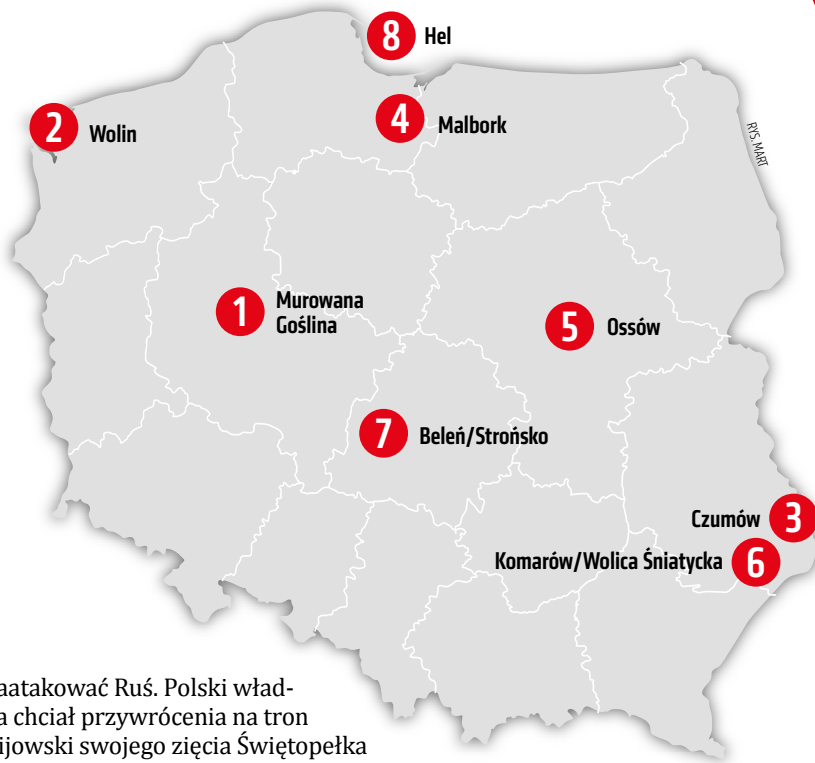 8 Hel
4 Malbork
2 Wolin
RYS. MART
1 Murowana
Goślina
5 Ossów
7 Beleń/Strońsko
Czumów 3
Komarów/Wolica Śniatycka 6
aatakować Ruś. Polski wład-
a chciał przywrócenia na tron
ijowski swojego zięcia Świętopełka